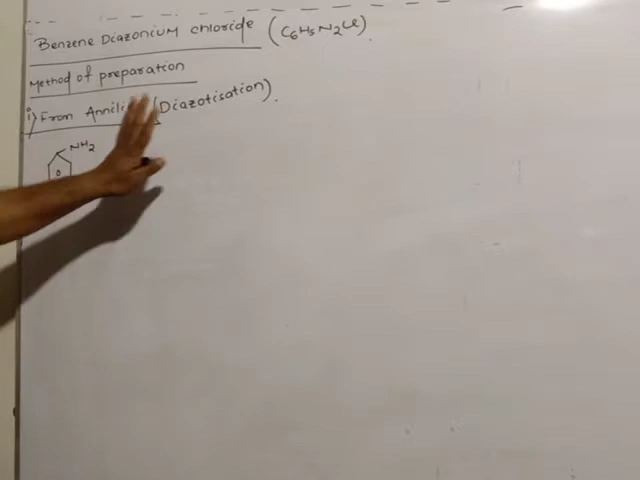 Benzene Diazonium chloride (C6H5N2Cl).
Method of preparation
i) From (Diazotisation).
NH2